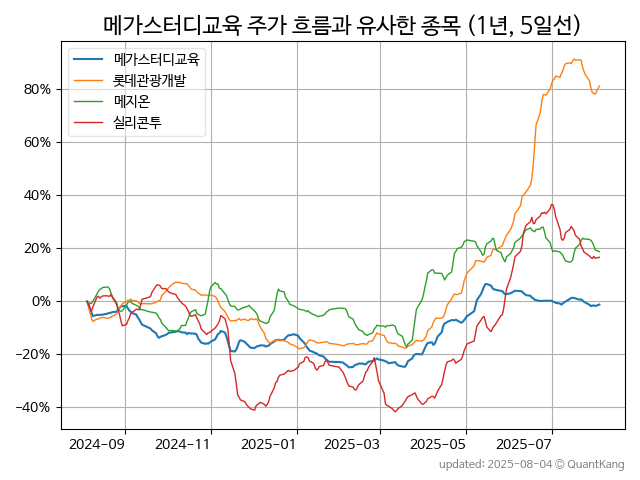 메가스터디교육 주가 흐름과 유사한 종목 (1년, 5일선)
메가스터디교육
롯데관광개발
메지온
실리콘투
80%
60%
40%
20%
0%
−20%
−40%
2024-09 2024-11 2025-01 2025-03 2025-05 2025-07
updated: 2025-08-04 © QuantKang